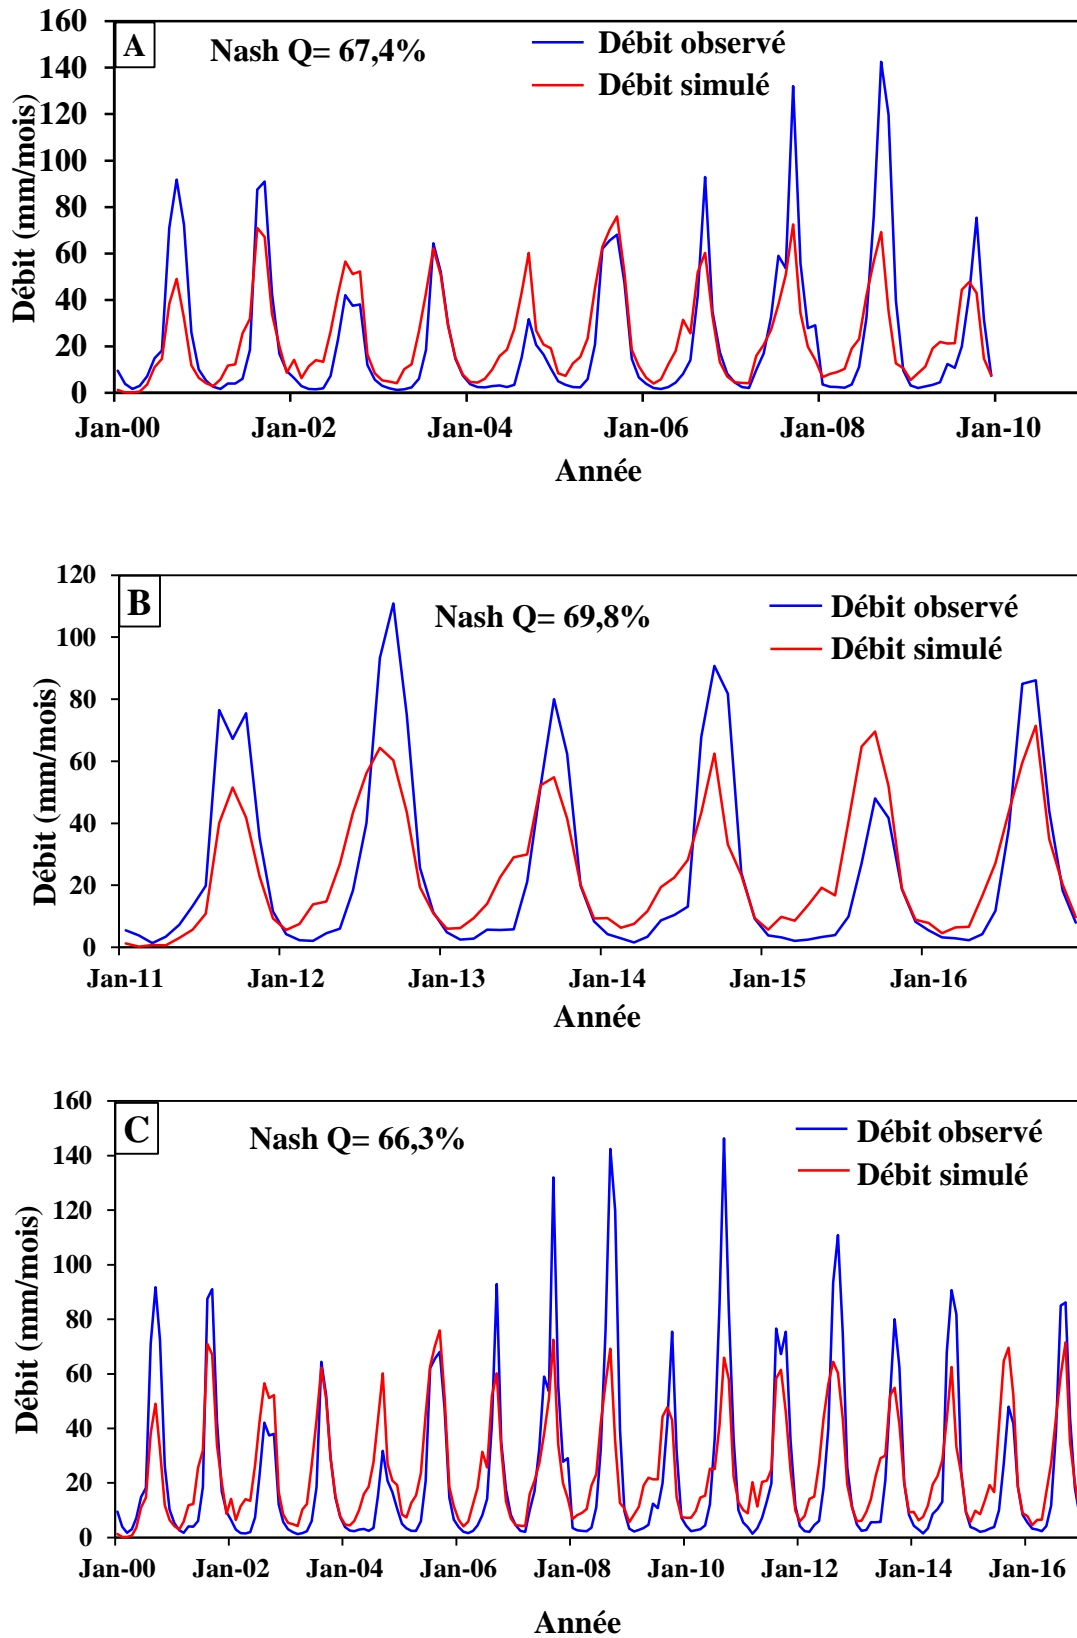 A
Nash Q= 67,4%
Débit observé
Débit simulé
Débit (mm/mois)
160
140
120
100
80
60
40
20
0
Jan-00 Jan-02 Jan-04 Jan-06 Jan-08 Jan-10
Année
B
Nash Q= 69,8%
Débit observé
Débit simulé
Débit (mm/mois)
120
100
80
60
40
20
0
Jan-11 Jan-12 Jan-13 Jan-14 Jan-15 Jan-16
Année
C
Nash Q= 66,3%
Débit observé
Débit simulé
Débit (mm/mois)
160
140
120
100
80
60
40
20
0
Jan-00 Jan-02 Jan-04 Jan-06 Jan-08 Jan-10 Jan-12 Jan-14 Jan-16
Année